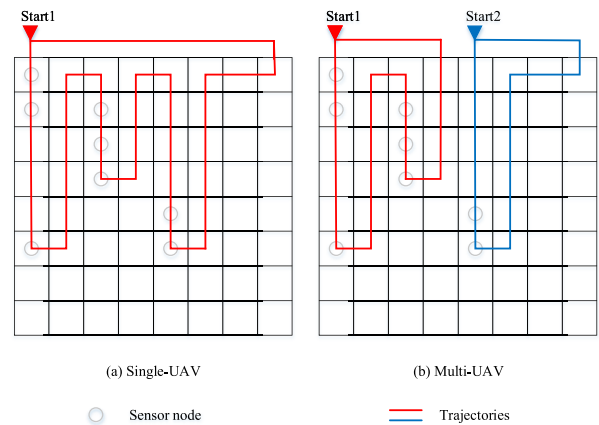 Start1
Start1
Start2
(a) Single-UAV
(b) Multi-UAV
Sensor node
Trajectories